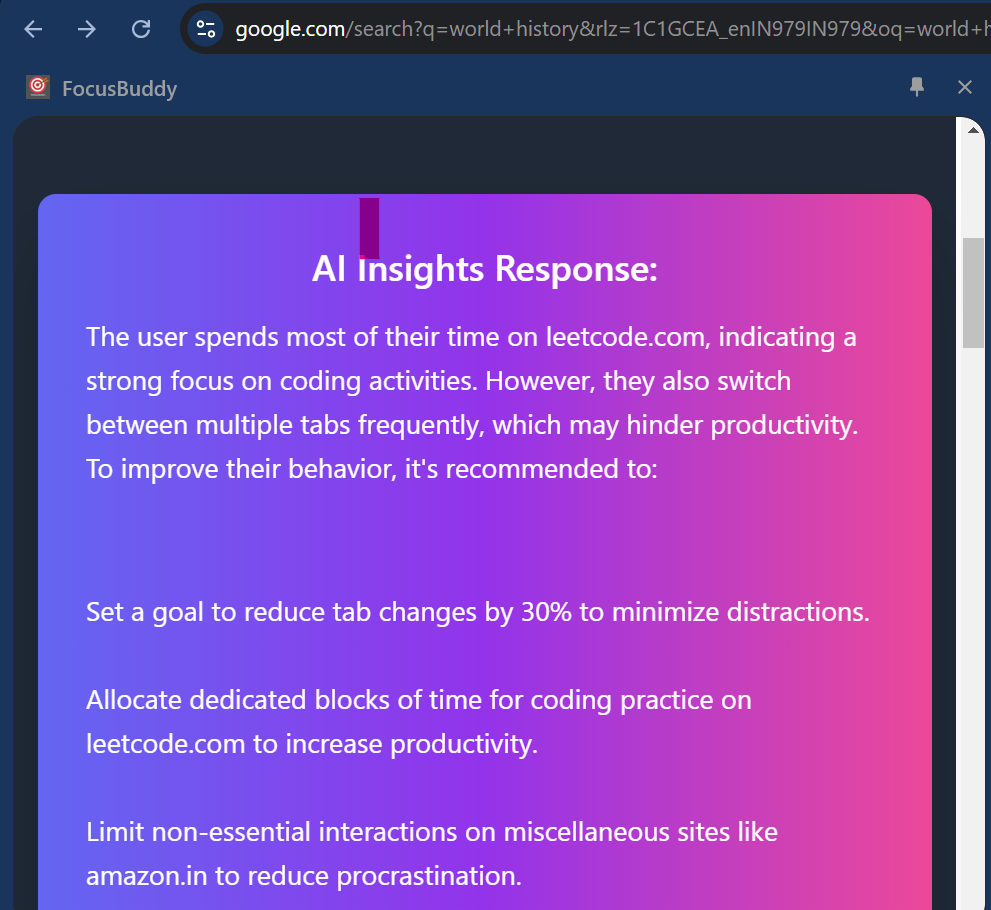 google.com/search?q=world+history&rlz=1C1GCEA_enIN979IN979&oq=world+h
FocusBuddy
AI Insights Response:
The user spends most of their time on leetcode.com, indicating a
strong focus on coding activities. However, they also switch
between multiple tabs frequently, which may hinder productivity.
To improve their behavior, it's recommended to:
Set a goal to reduce tab changes by 30% to minimize distractions.
Allocate dedicated blocks of time for coding practice on
leetcode.com to increase productivity.
Limit non-essential interactions on miscellaneous sites like
amazon.in to reduce procrastination.